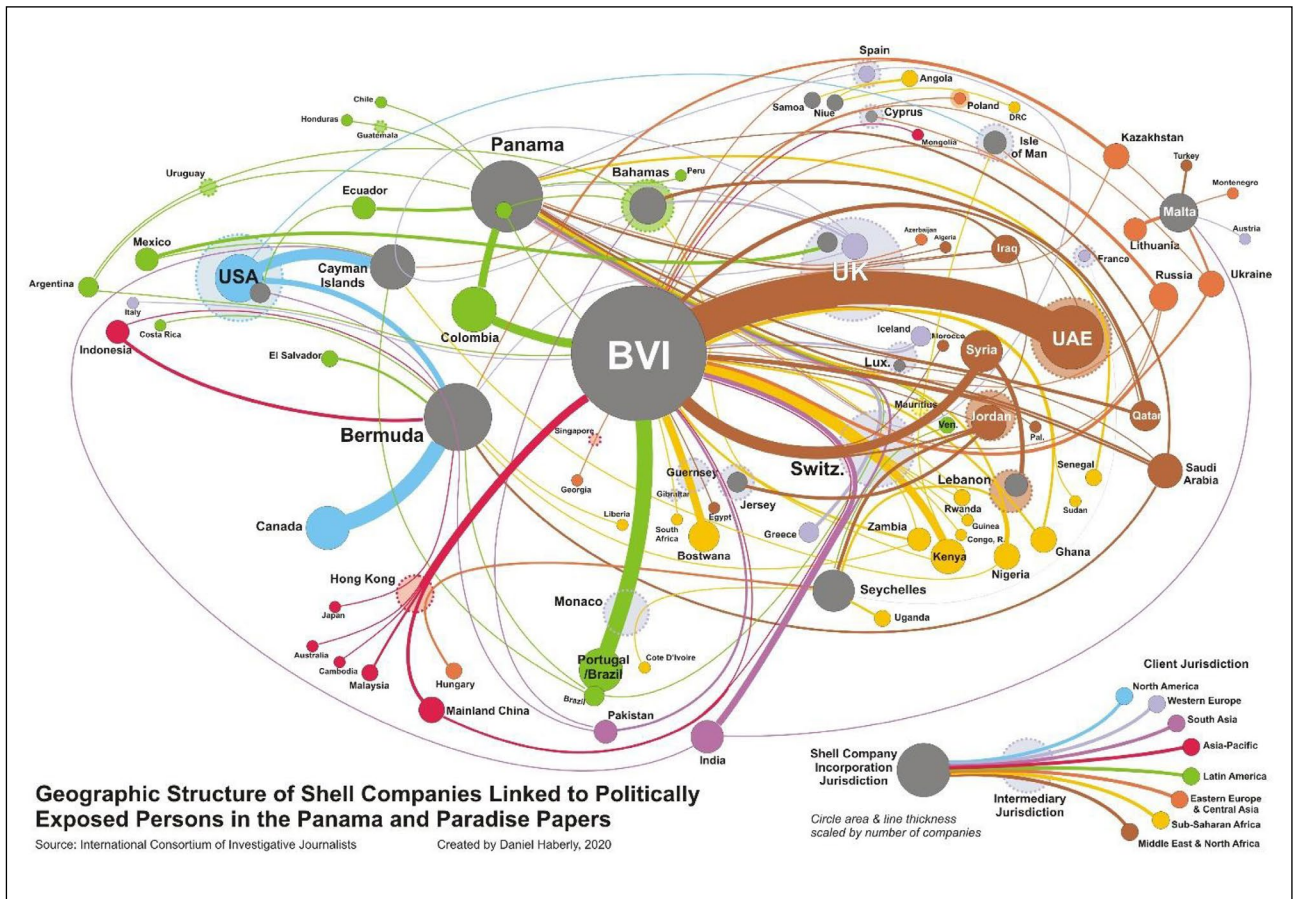 Spain
Angola
Chile
Samoa
Niue
Poland
DRC
Honduras
Guatemala
Cyprus
Kazakhstan
Panama
Mongolia
Isle
of Man
Turkey
Uruguay
Bahamas
Peru
Montenegro
Ecuador
Malta
Mexico
Azerbaijan
Algeria
Iraq
Lithuania
Austria
France
USA
Cayman
Islands
UK
Russia
Ukraine
Argentina
Italy
Costa Rica
Colombia
Iceland
Morocco
UAE
Indonesia
BVI
Syria
El Salvador
Lux.
Mauritius
Jordan
Qatar
Bermuda
Singapore
Ven.
Pal.
Switz.
Georgia
Guernsey
Gibraltar
Jersey
Lebanon
Senegal
Saudi
Arabia
Canada
Liberia
South
Africa
Egypt
Botswana
Greece
Zambia
Rwanda
Guinea
Congo, R.
Sudan
Kenya
Nigeria
Ghana
Hong Kong
Japan
Monaco
Seychelles
Uganda
Australia
Cambodia
Malaysia
Hungary
Portugal
/Brazil
Cote D'Ivoire
Brazil
Mainland China
Pakistan
India
Client Jurisdiction
North America
Western Europe
South Asia
Asia-Pacific
Latin America
Eastern Europe
& Central Asia
Sub-Saharan Africa
Middle East & North Africa
Shell Company
Incorporation
Jurisdiction
Intermediary
Jurisdiction
Circle area & line thickness
scaled by number of companies
Geographic Structure of Shell Companies Linked to Politically
Exposed Persons in the Panama and Paradise Papers
Source: International Consortium of Investigative Journalists
Created by Daniel Haberly, 2020